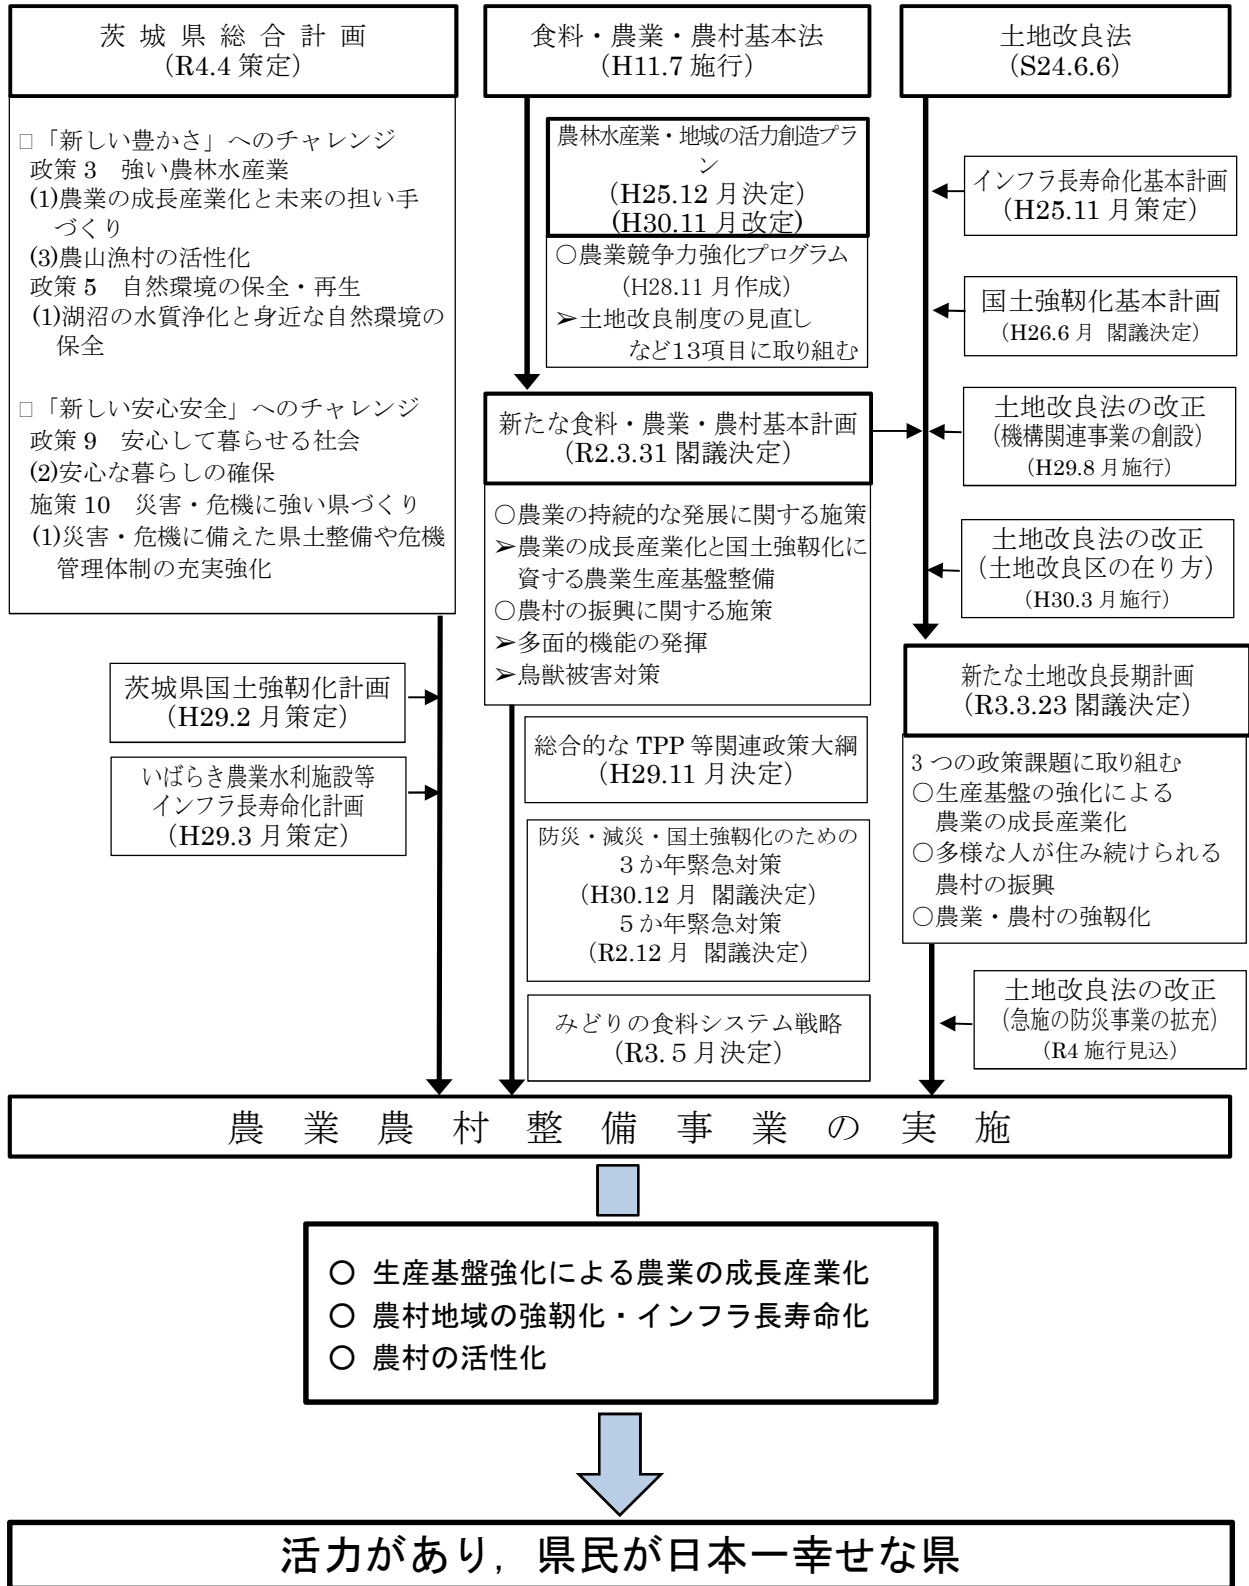 茨城県総合計画
（R4.4 策定）
□「新しい豊かさ」へのチャレンジ
政策 3　強い農林水産業
(1)農業の成長産業化と未来の担い手
づくり
(3)農山漁村の活性化
政策 5　自然環境の保全・再生
(1)湖沼の水質浄化と身近な自然環境の
保全
□「新しい安心安全」へのチャレンジ
政策 9　安心して暮らせる社会
(2)安心な暮らしの確保
施策 10　災害・危機に強い県づくり
(1)災害・危機に備えた県土整備や危機
管理体制の充実強化
茨城県国土強靱化計画
（H29.2 月策定）
いばらき農業水利施設等
インフラ長寿命化計画
（H29.3 月策定）
食料・農業・農村基本法
（H11.7 施行）
農林水産業・地域の活力創造プラ
ン
（H25.12 月決定）
（H30.11 月改定）
○農業競争力強化プログラム
（H28.11 月作成）
➢土地改良制度の見直し
など13項目に取り組む
新たな食料・農業・農村基本計画
（R2.3.31 閣議決定）
○農業の持続的な発展に関する施策
➢農業の成長産業化と国土強靱化に
資する農業生産基盤整備
○農村の振興に関する施策
➢多面的機能の発揮
➢鳥獣被害対策
総合的な TPP 等関連政策大綱
（H29.11 月決定）
防災・減災・国土強靱化のための
３か年緊急対策
（H30.12 月 閣議決定）
５か年緊急対策
（R2.12 月 閣議決定）
みどりの食料システム戦略
（R3.５月決定）
土地改良法
（S24.6.6）
インフラ長寿命化基本計画
（H25.11 月策定）
国土強靱化基本計画
（H26.6 月 閣議決定）
土地改良法の改正
（機構関連事業の創設）
（H29.8 月施行）
土地改良法の改正
（土地改良区の在り方）
（H30.3 月施行）
新たな土地改良長期計画
（R3.3.23 閣議決定）
3 つの政策課題に取り組む
○生産基盤の強化による
農業の成長産業化
○多様な人が住み続けられる
農村の振興
○農業・農村の強靱化
土地改良法の改正
（急施の防災事業の拡充）
（R4 施行見込）
農業農村整備事業の実施
○ 生産基盤強化による農業の成長産業化
○ 農村地域の強靱化・インフラ長寿命化
○ 農村の活性化
活力があり，県民が日本一幸せな県